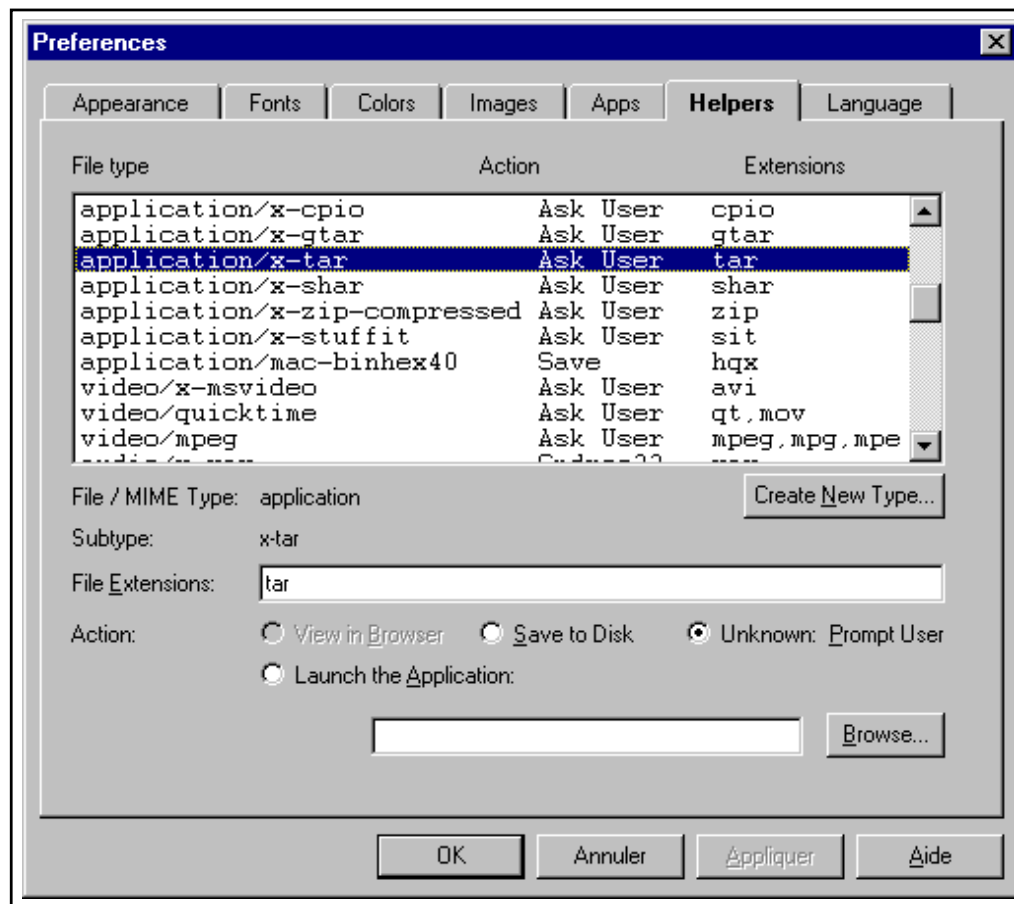 Preferences
Appearance Fonts Colors Images Apps Helpers Language
File type Action Extensions
application/x-cpio Ask User cpio
application/x-gtar Ask User gtar
application/x-tar Ask User tar
application/x-shar Ask User shar
application/x-zip-compressed Ask User zip
application/x-stuffit Ask User sit
application/mac-binhex40 Save hqx
video/x-msvideo Ask User avi
video/quicktime Ask User qt,mov
video/mpeg Ask User mpeg,mpg,mpe
File / MIME Type: application Create New Type...
Subtype: x-tar
File Extensions: tar
Action: View in Browser Save to Disk Unknown: Prompt User
Launch the Application:
Browse...
OK Annuler Appliquer Aide